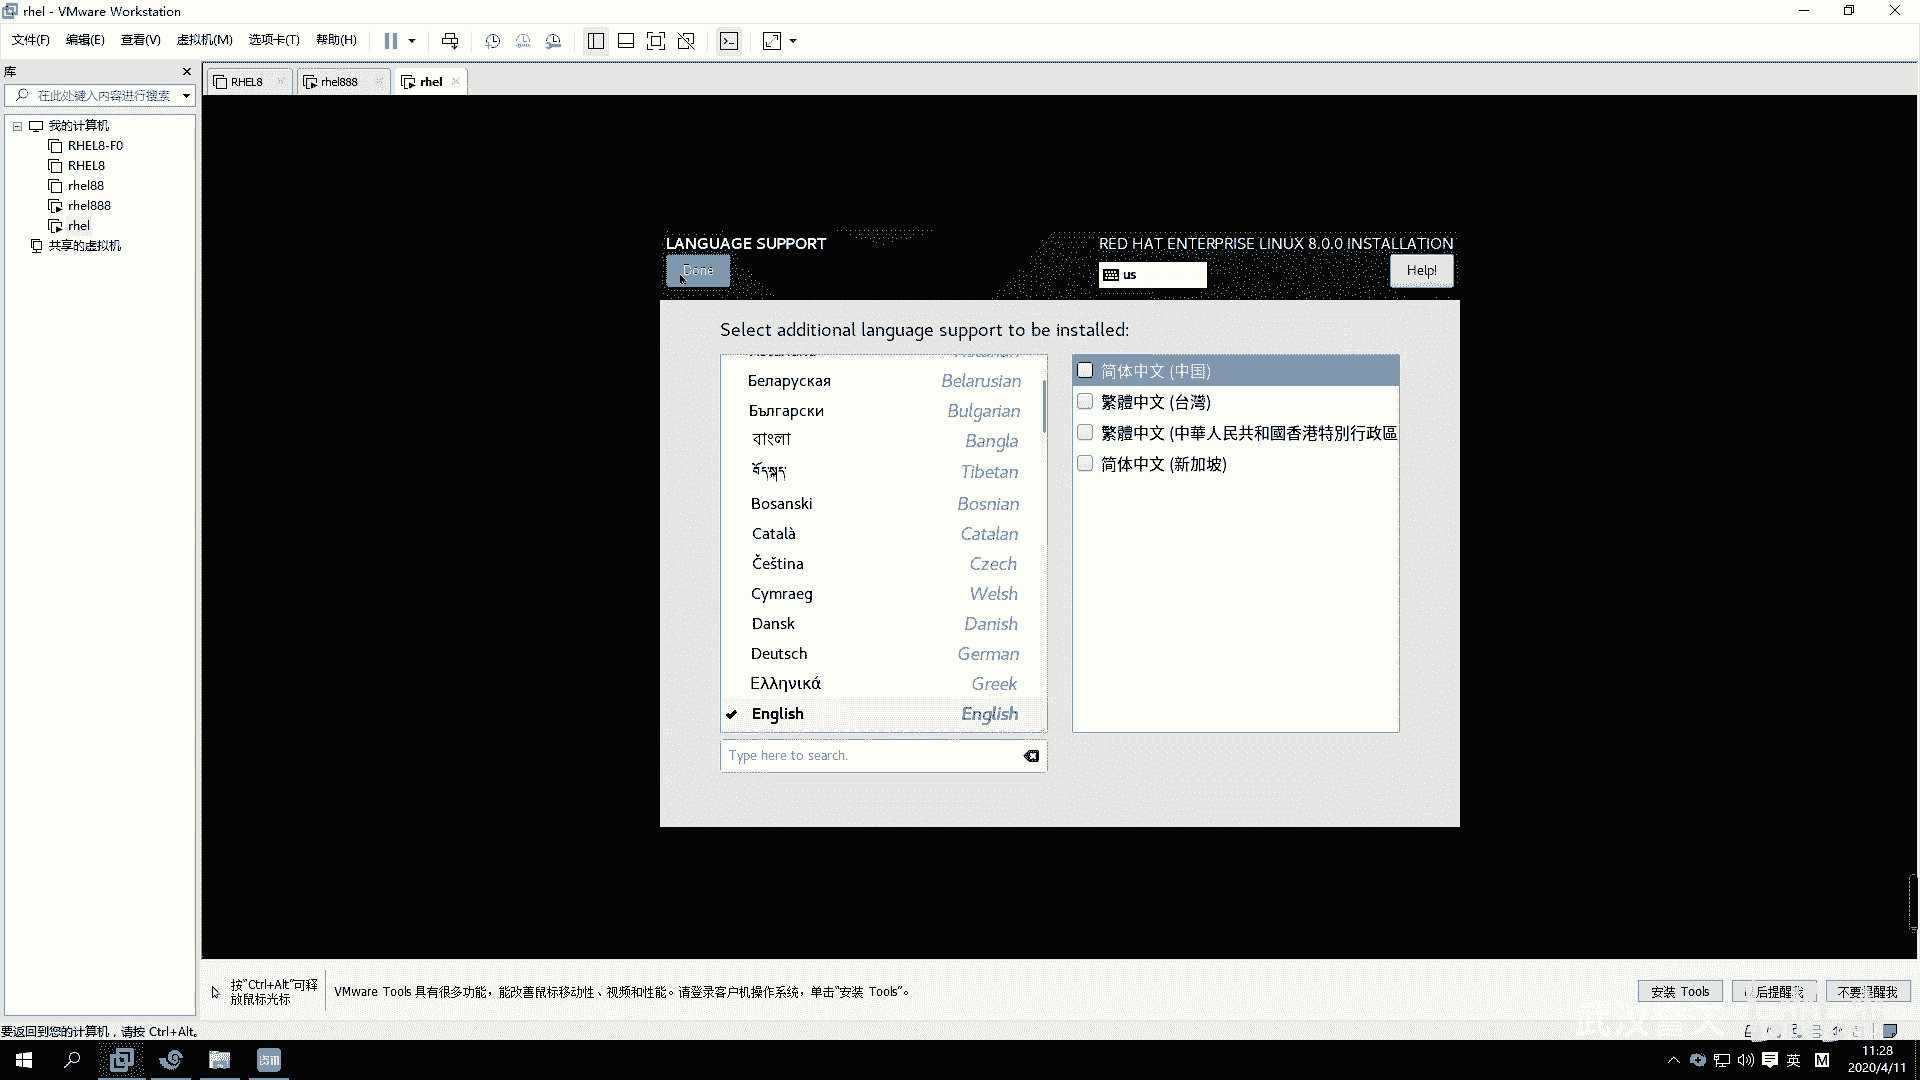 rhel - VMware Workstation
文件(F) 编辑(E) 查看(V) 虚拟机(M) 选项卡(T) 帮助(H)
库
在此处键入内容进行搜索
我的计算机
RHEL8-F0
RHEL8
rhel88
rhel888
rhel
共享的虚拟机
RHEL8 rhel888 rhel
LANGUAGE SUPPORT
RED HAT ENTERPRISE LINUX 8.0.0 INSTALLATION
Done
us
Help!
Select additional language support to be installed:
Беларуская Belarusian
Български Bulgarian
বাংলা Bangla
བོད་སྐད་ Tibetan
Bosanski Bosnian
Català Catalan
Čeština Czech
Cymraeg Welsh
Dansk Danish
Deutsch German
Ελληνικά Greek
English English
Type here to search.
简体中文 (中国)
繁體中文 (台灣)
繁體中文 (中華人民共和國香港特別行政區
简体中文 (新加坡)
按"Ctrl+Alt"可释
放鼠标光标
VMware Tools 具有很多功能，能改善鼠标移动性、视频和性能。请登录客户机操作系统，单击"安装 Tools"。
安装 Tools
后提醒我
不要提醒我
要返回到您的计算机，请按 Ctrl+Alt。
英
M
11:28
2020/4/11